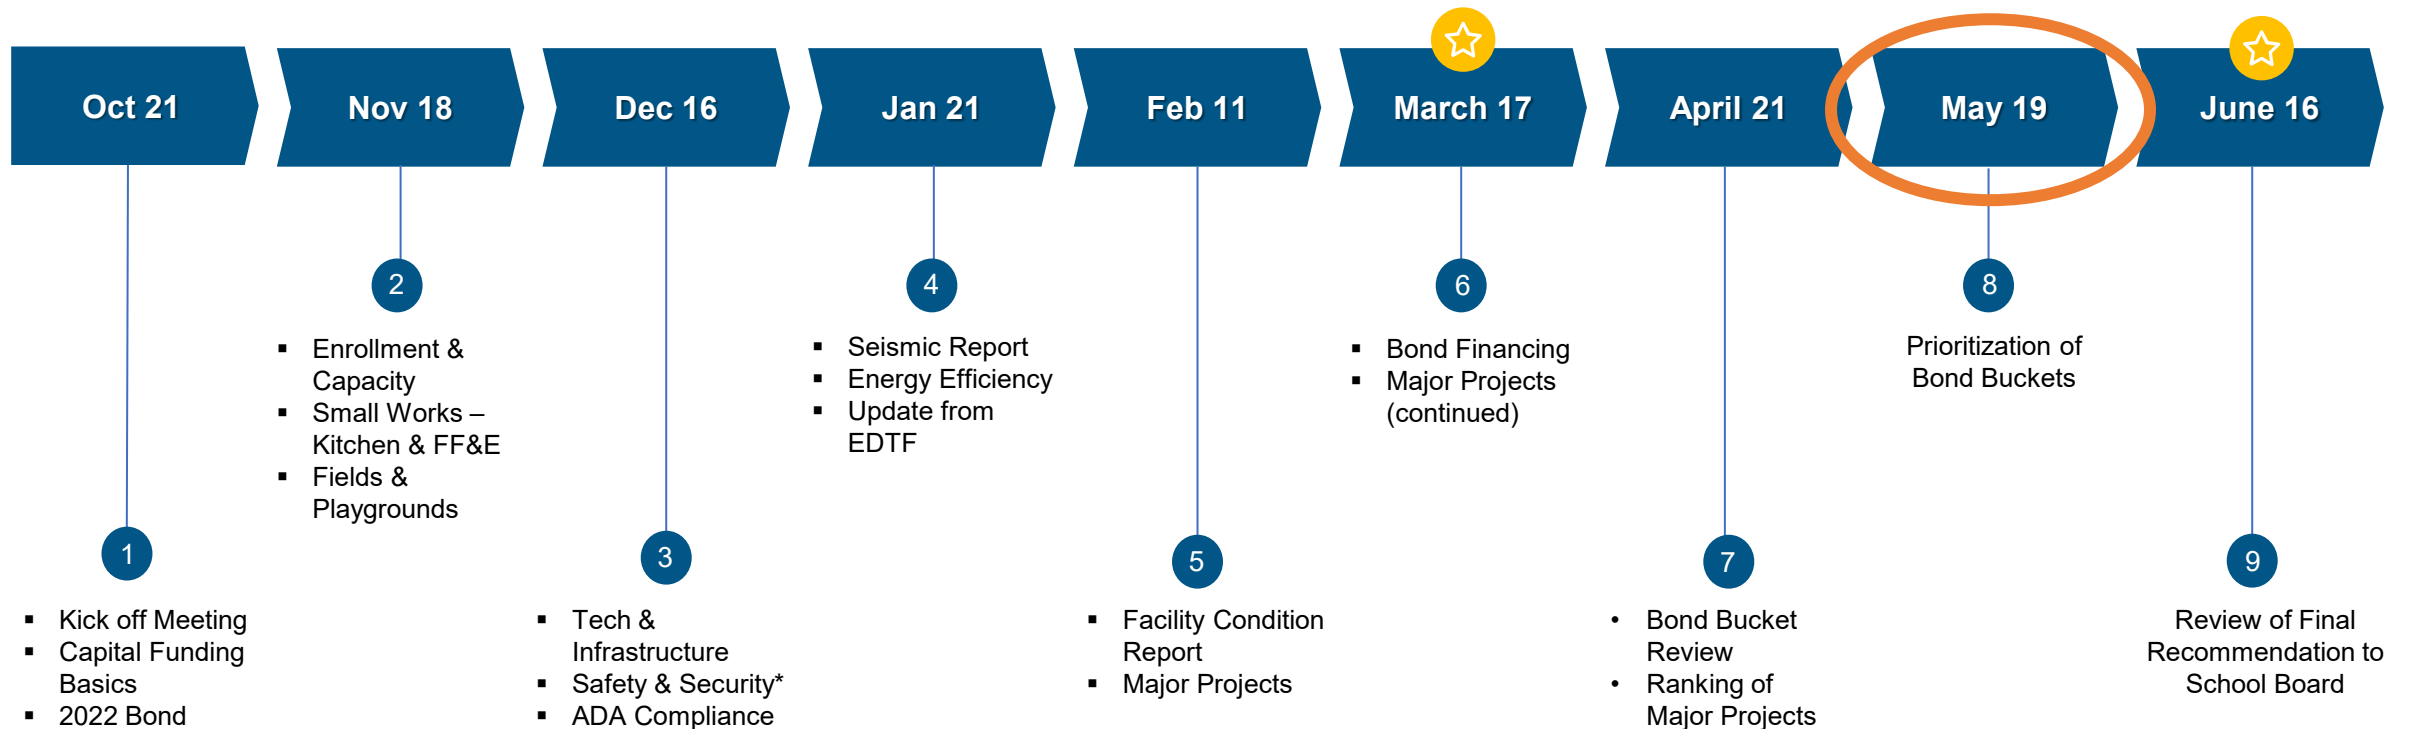 Oct 21
Nov 18
Dec 16
Jan 21
Feb 11
March 17
April 21
May 19
June 16
1
▪ Kick off Meeting
▪ Capital Funding
Basics
▪ 2022 Bond
2
▪ Enrollment &
Capacity
▪ Small Works –
Kitchen & FF&E
▪ Fields &
Playgrounds
3
▪ Tech &
Infrastructure
▪ Safety & Security*
▪ ADA Compliance
4
▪ Seismic Report
▪ Energy Efficiency
▪ Update from
EDTF
5
▪ Facility Condition
Report
▪ Major Projects
6
▪ Bond Financing
▪ Major Projects
(continued)
7
• Bond Bucket
Review
• Ranking of
Major Projects
8
Prioritization of
Bond Buckets
9
Review of Final
Recommendation to
School Board